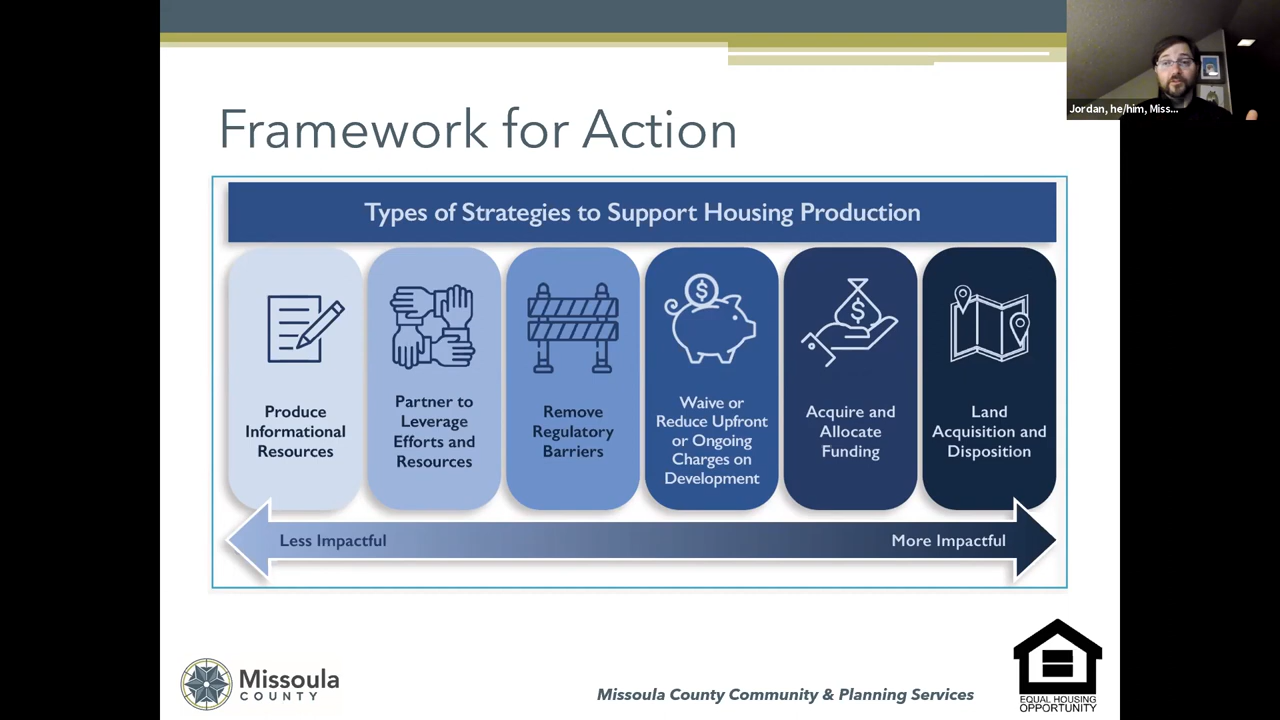 Jordan, he/him, Miss...
Framework for Action
Types of Strategies to Support Housing Production
$
$
Produce
Informational
Resources
Partner to
Leverage
Efforts and
Resources
Remove
Regulatory
Barriers
Waive or
Reduce Upfront
or Ongoing
Charges on
Development
Acquire and
Allocate
Funding
Land
Acquisition and
Disposition
Less Impactful
More Impactful
Missoula
COUNTY
Missoula County Community & Planning Services
EQUAL HOUSING
OPPORTUNITY